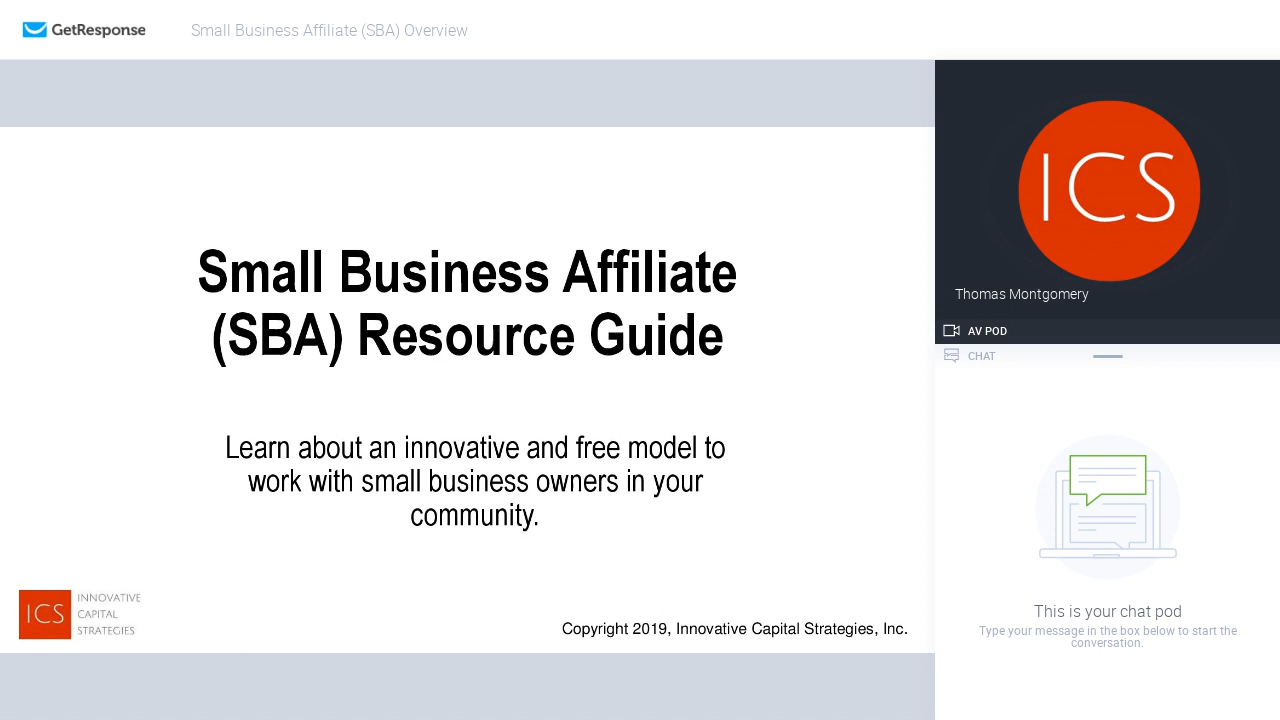 GetResponse
Small Business Affiliate (SBA) Overview
Small Business Affiliate
(SBA) Resource Guide
Learn about an innovative and free model to
work with small business owners in your
community.
ICS
INNOVATIVE
CAPITAL
STRATEGIES
Copyright 2019, Innovative Capital Strategies, Inc.
ICS
Thomas Montgomery
AV POD
CHAT
This is your chat pod
Type your message in the box below to start the
conversation.